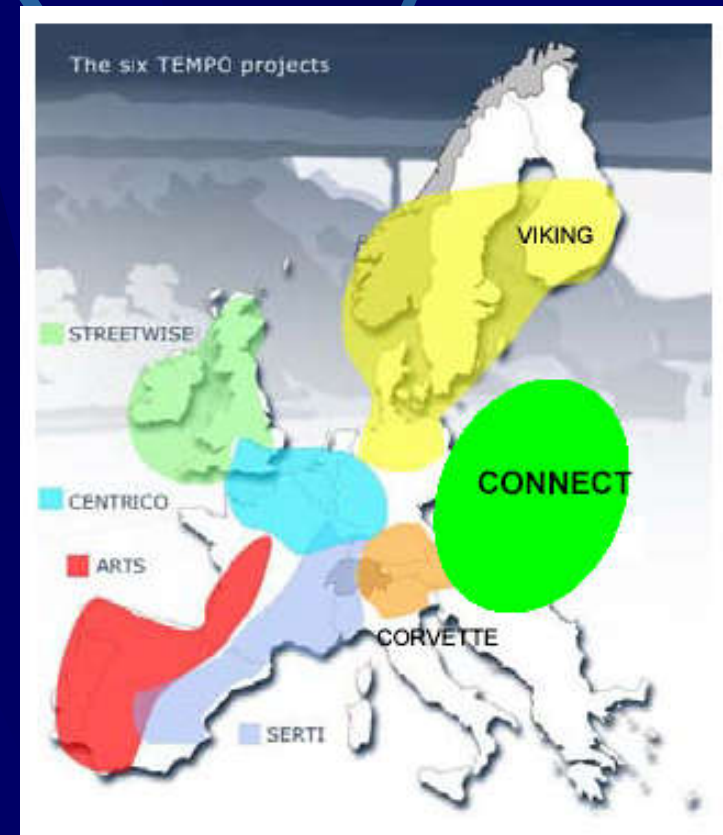 The six TEMPO projects
VIKING
STREETWISE
CONNECT
CENTRICO
ARTS
CORVETTE
SERTI